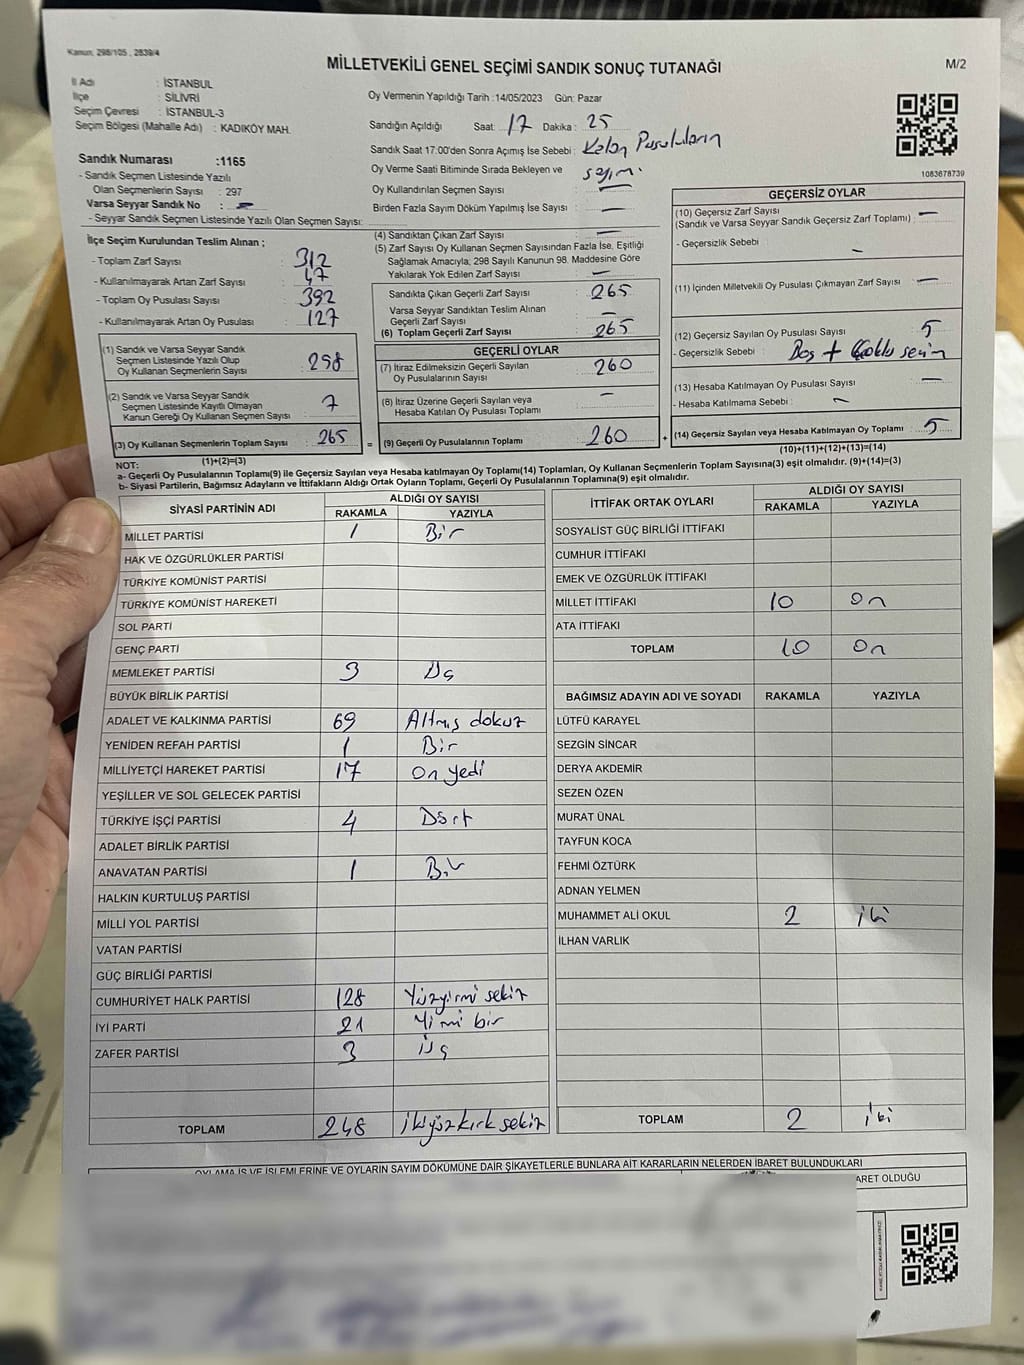 Kanun: 298/105 , 2839/4
MİLLETVEKİLİ GENEL SEÇİMİ SANDIK SONUÇ TUTANAĞI
M/2
İl Adı : İSTANBUL
İlçe : SİLİVRİ
Seçim Çevresi : İSTANBUL-3
Seçim Bölgesi (Mahalle Adı) : KADIKÖY MAH.
Sandık Numarası :1165
- Sandık Seçmen Listesinde Yazılı
Olan Seçmenlerin Sayısı : 297
Varsa Seyyar Sandık No : –
- Seyyar Sandık Seçmen Listesinde Yazılı Olan Seçmen Sayısı:
Oy Vermenin Yapıldığı Tarih :14/05/2023 Gün: Pazar
Sandığın Açıldığı Saat: 17 Dakika : 25
Sandık Saat 17:00'den Sonra Açımış İse Sebebi : Kalan Pusulaların
Oy Verme Saati Bitiminde Sırada Bekleyen ve sayım.
Oy Kullandırılan Seçmen Sayısı : —
Birden Fazla Sayım Döküm Yapılmış İse Sayısı : —
1083678739
İlçe Seçim Kurulundan Teslim Alınan ;
- Toplam Zarf Sayısı : 312
- Kullanılmayarak Artan Zarf Sayısı : 47
- Toplam Oy Pusulası Sayısı : 392
- Kullanılmayarak Artan Oy Pusulası : 127
(4) Sandıktan Çıkan Zarf Sayısı : —
(5) Zarf Sayısı Oy Kullanan Seçmen Sayısından Fazla İse, Eşitliği
Sağlamak Amacıyla; 298 Sayılı Kanunun 98. Maddesine Göre
Yakılarak Yok Edilen Zarf Sayısı : —
Sandıkta Çıkan Geçerli Zarf Sayısı : 265
Varsa Seyyar Sandıktan Teslim Alınan
Geçerli Zarf Sayısı : —
(6) Toplam Geçerli Zarf Sayısı : 265
GEÇERSİZ OYLAR
(10) Geçersiz Zarf Sayısı
(Sandık ve Varsa Seyyar Sandık Geçersiz Zarf Toplamı) : —
- Geçersizlik Sebebi : —
(11) İçinden Milletvekili Oy Pusulası Çıkmayan Zarf Sayısı : —
(12) Geçersiz Sayılan Oy Pusulası Sayısı : 5
- Geçersizlik Sebebi : Boş + Çoklu seçim
(13) Hesaba Katılmayan Oy Pusulası Sayısı : —
- Hesaba Katılmama Sebebi : —
(14) Geçersiz Sayılan veya Hesaba Katılmayan Oy Toplamı : 5
(10)+(11)+(12)+(13)=(14)
(1) Sandık ve Varsa Seyyar Sandık
Seçmen Listesinde Yazılı Olup
Oy Kullanan Seçmenlerin Sayısı : 258
(2) Sandık ve Varsa Seyyar Sandık
Seçmen Listesinde Kayıtlı Olmayan
Kanun Gereği Oy Kullanan Seçmen Sayısı : 7
(3) Oy Kullanan Seçmenlerin Toplam Sayısı : 265
(1)+(2)=(3)
GEÇERLİ OYLAR
(7) İtiraz Edilmeksizin Geçerli Sayılan
Oy Pusulalarının Sayısı : 260
(8) İtiraz Üzerine Geçerli Sayılan veya
Hesaba Katılan Oy Pusulası Toplamı : —
= (9) Geçerli Oy Pusulalarının Toplamı : 260 +
NOT:
a- Geçerli Oy Pusulalarının Toplamı(9) ile Geçersiz Sayılan veya Hesaba katılmayan Oy Toplamı(14) Toplamları, Oy Kullanan Seçmenlerin Toplam Sayısına(3) eşit olmalıdır. (9)+(14)=(3)
b- Siyasi Partilerin, Bağımsız Adayların ve İttifakların Aldığı Ortak Oyların Toplamı, Geçerli Oy Pusulalarının Toplamına(9) eşit olmalıdır.
SİYASİ PARTİNİN ADI ALDIĞI OY SAYISI
RAKAMLA YAZIYLA
MİLLET PARTİSİ 1 Bir
HAK VE ÖZGÜRLÜKLER PARTİSİ
TÜRKİYE KOMÜNİST PARTİSİ
TÜRKİYE KOMÜNİST HAREKETİ
SOL PARTİ
GENÇ PARTİ
MEMLEKET PARTİSİ 3 Üç
BÜYÜK BİRLİK PARTİSİ
ADALET VE KALKINMA PARTİSİ 69 Altmış dokuz
YENİDEN REFAH PARTİSİ 1 Bir
MİLLİYETÇİ HAREKET PARTİSİ 17 on yedi
YEŞİLLER VE SOL GELECEK PARTİSİ
TÜRKİYE İŞÇİ PARTİSİ 4 Dört
ADALET BİRLİK PARTİSİ
ANAVATAN PARTİSİ 1 Bir
HALKIN KURTULUŞ PARTİSİ
MİLLİ YOL PARTİSİ
VATAN PARTİSİ
GÜÇ BİRLİĞİ PARTİSİ
CUMHURİYET HALK PARTİSİ 128 Yüzyirmi sekiz
İYİ PARTİ 21 Yirmi bir
ZAFER PARTİSİ 3 üç
TOPLAM 248 ikiyüzkırk sekiz
İTTİFAK ORTAK OYLARI ALDIĞI OY SAYISI
RAKAMLA YAZIYLA
SOSYALİST GÜÇ BİRLİĞİ İTTİFAKI
CUMHUR İTTİFAKI
EMEK VE ÖZGÜRLÜK İTTİFAKI
MİLLET İTTİFAKI 10 on
ATA İTTİFAKI
TOPLAM 10 on
BAĞIMSIZ ADAYIN ADI VE SOYADI RAKAMLA YAZIYLA
LÜTFÜ KARAYEL
SEZGİN SİNCAR
DERYA AKDEMİR
SEZEN ÖZEN
MURAT ÜNAL
TAYFUN KOCA
FEHMİ ÖZTÜRK
ADNAN YELMEN
MUHAMMET ALİ OKUL 2 iki
İLHAN VARLIK
TOPLAM 2 iki
OYLAMA İŞ VE İŞLEMLERİNE VE OYLARIN SAYIM DÖKÜMÜNE DAİR ŞİKAYETLERLE BUNLARA AİT KARARLARIN NELERDEN İBARET BULUNDUKLARI
ARET OLDUĞU